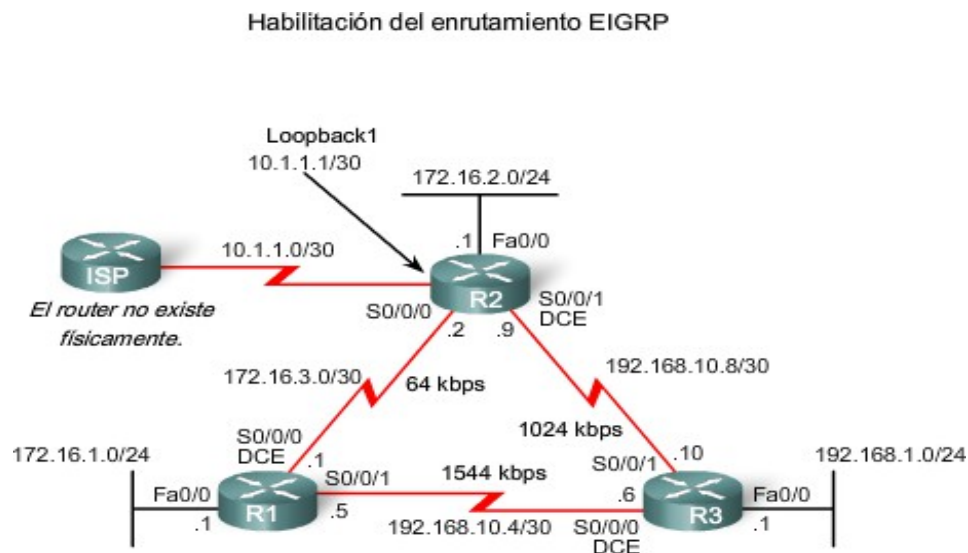 Habilitación del enrutamiento EIGRP
Loopback1
10.1.1.1/30
172.16.2.0/24
.1
Fa0/0
10.1.1.0/30
ISP
El router no existe
físicamente.
R2
S0/0/0
S0/0/1
DCE
.2
.9
172.16.3.0/30
64 kbps
192.168.10.8/30
1024 kbps
S0/0/0
DCE
.1
172.16.1.0/24
S0/0/1
1544 kbps
S0/0/1
.10
192.168.1.0/24
Fa0/0
.1
R1
.5
192.168.10.4/30
.6
S0/0/0
DCE
R3
Fa0/0
.1